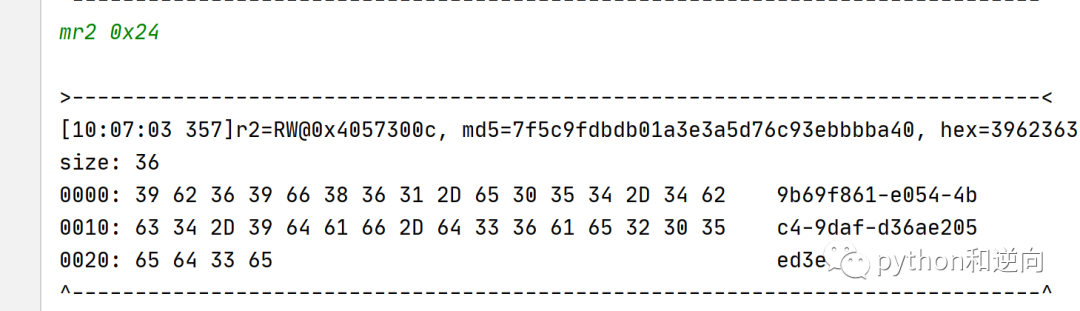 mr2 0x24
>-----------------------------------------------------------------------------<
[10:07:03 357]r2=RW@0x4057300c, md5=7f5c9fdbdb01a3e3a5d76c93ebbbba40, hex=3962363
size: 36
0000: 39 62 36 39 66 38 36 31 2D 65 30 35 34 2D 34 62    9b69f861-e054-4b
0010: 63 34 2D 39 64 61 66 2D 64 33 36 61 65 32 30 35    c4-9daf-d36ae205
0020: 65 64 33 65                                        ed3e
^-----------------------------------------------------------------------------^
python和逆向